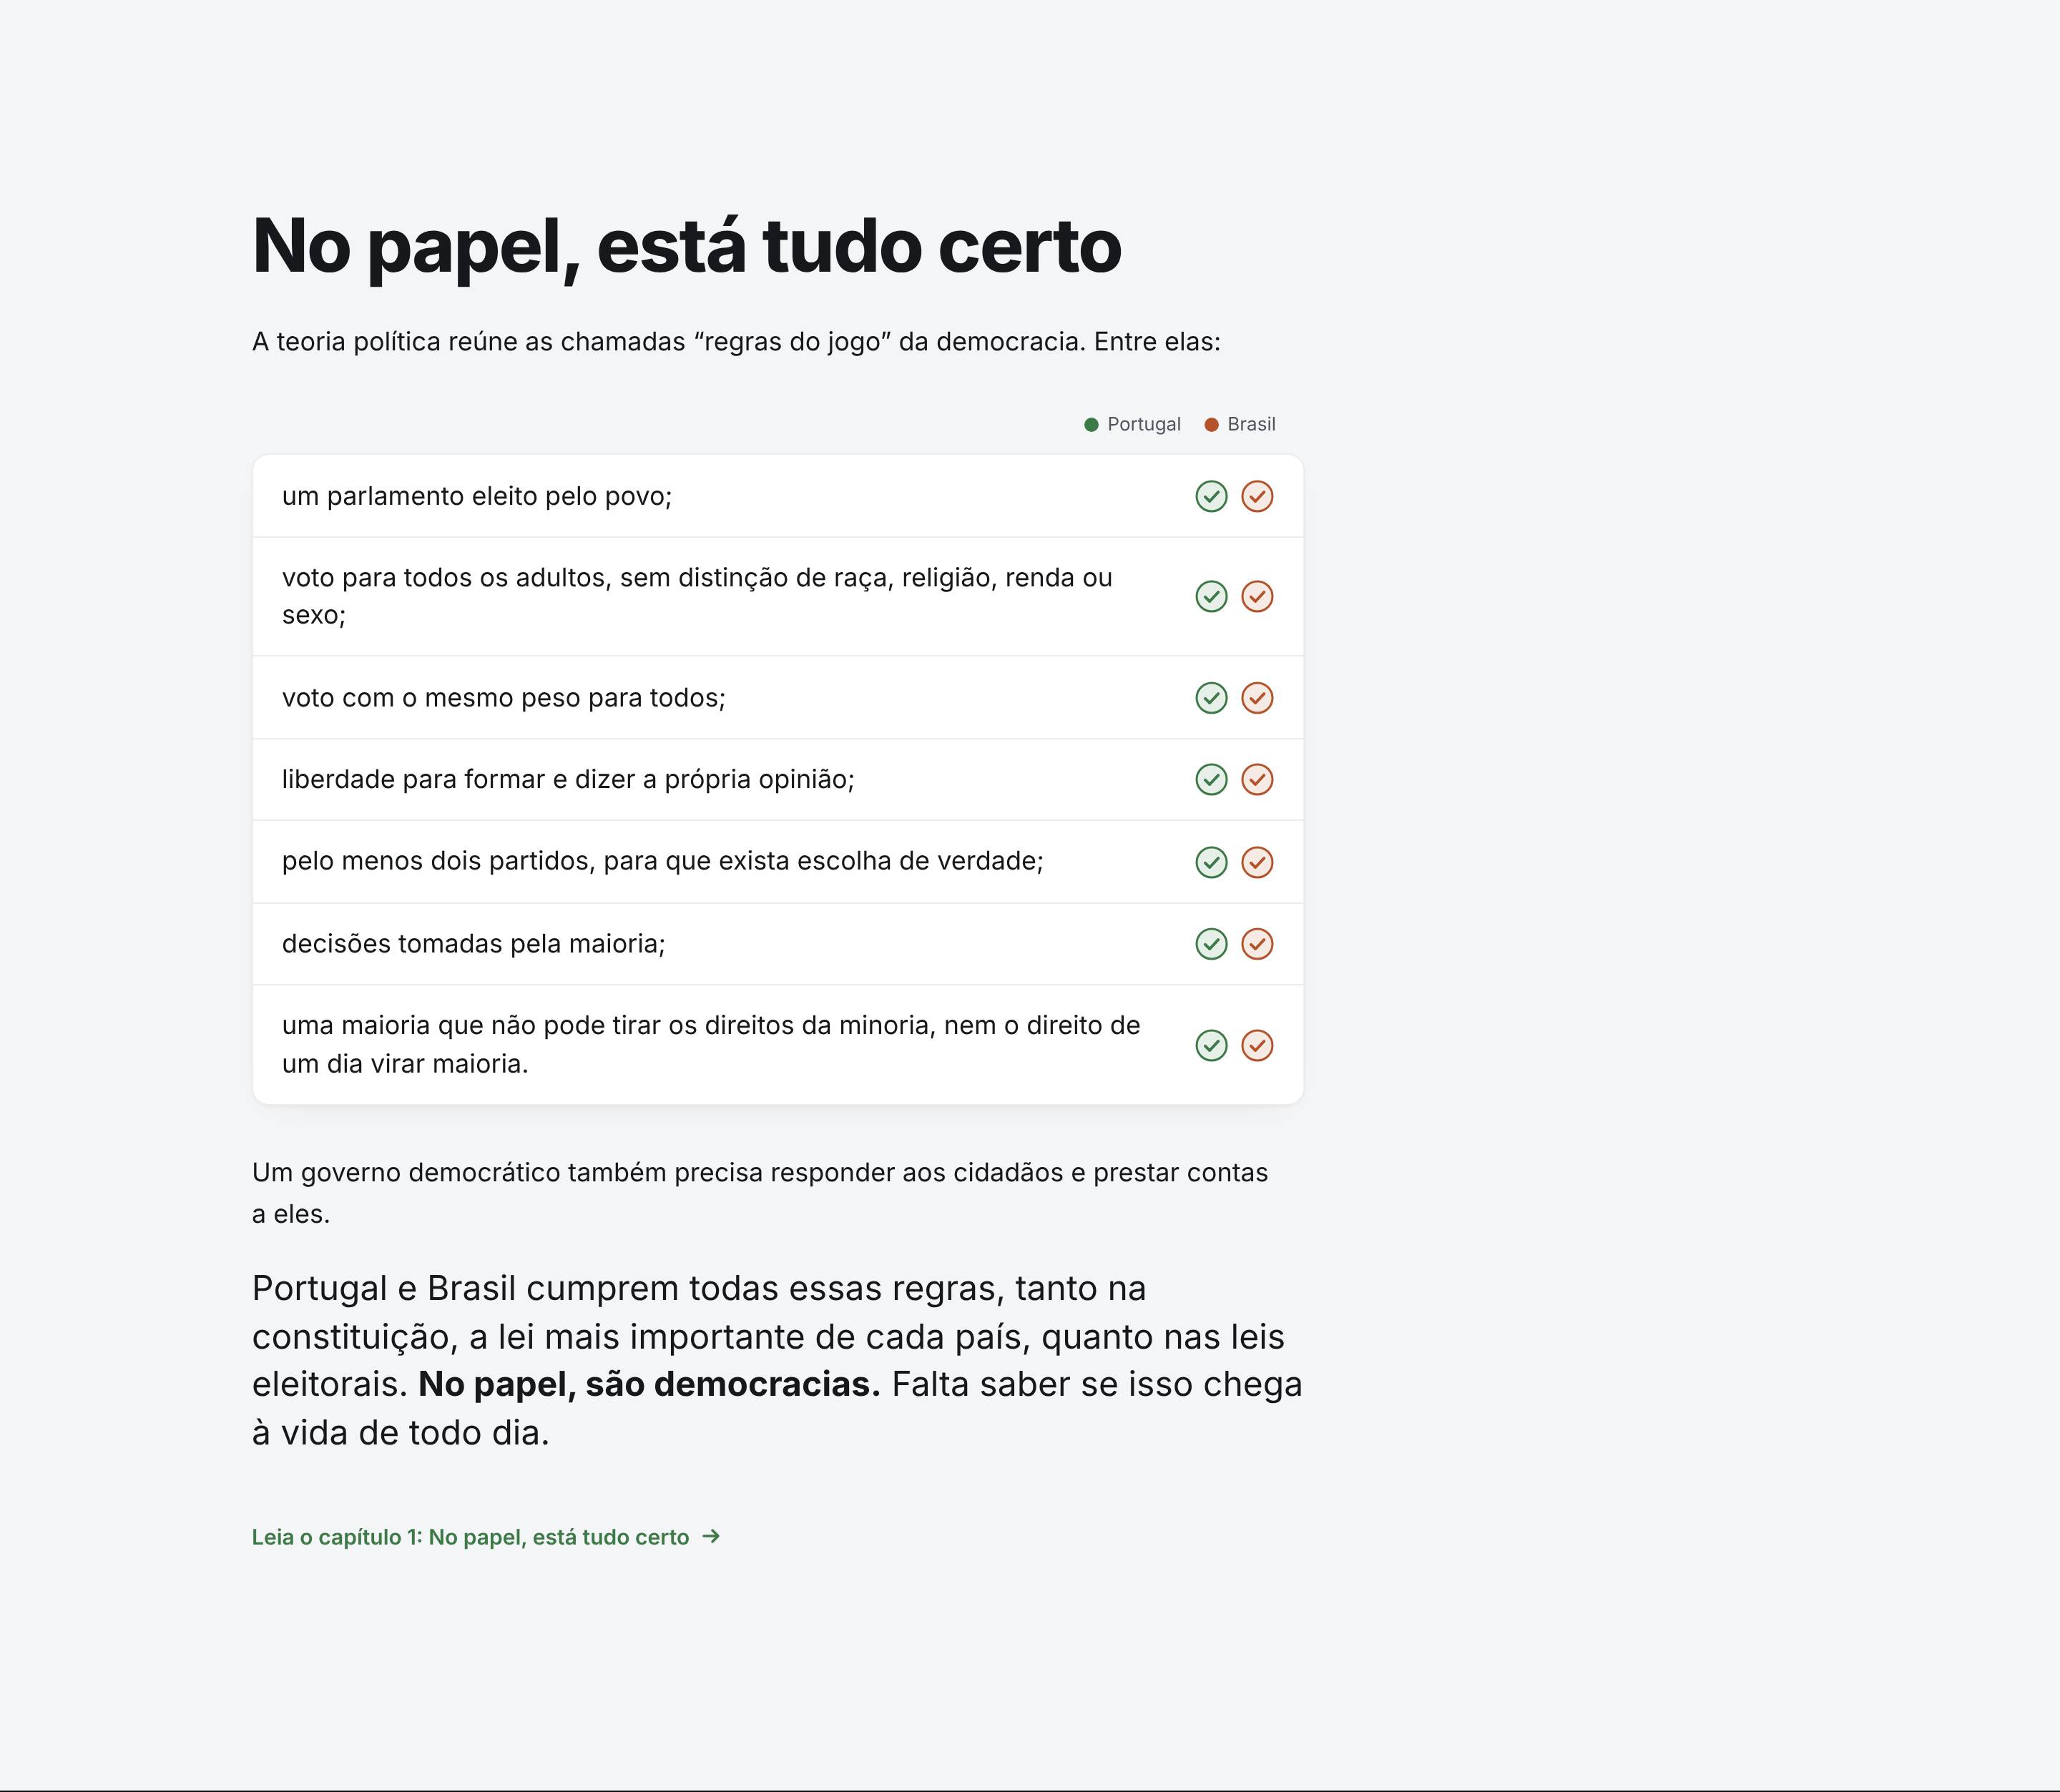 No papel, está tudo certo
A teoria política reúne as chamadas “regras do jogo” da democracia. Entre elas:
Portugal Brasil
um parlamento eleito pelo povo;
voto para todos os adultos, sem distinção de raça, religião, renda ou
sexo;
voto com o mesmo peso para todos;
liberdade para formar e dizer a própria opinião;
pelo menos dois partidos, para que exista escolha de verdade;
decisões tomadas pela maioria;
uma maioria que não pode tirar os direitos da minoria, nem o direito de
um dia virar maioria.
Um governo democrático também precisa responder aos cidadãos e prestar contas
a eles.
Portugal e Brasil cumprem todas essas regras, tanto na
constituição, a lei mais importante de cada país, quanto nas leis
eleitorais. No papel, são democracias. Falta saber se isso chega
à vida de todo dia.
Leia o capítulo 1: No papel, está tudo certo →